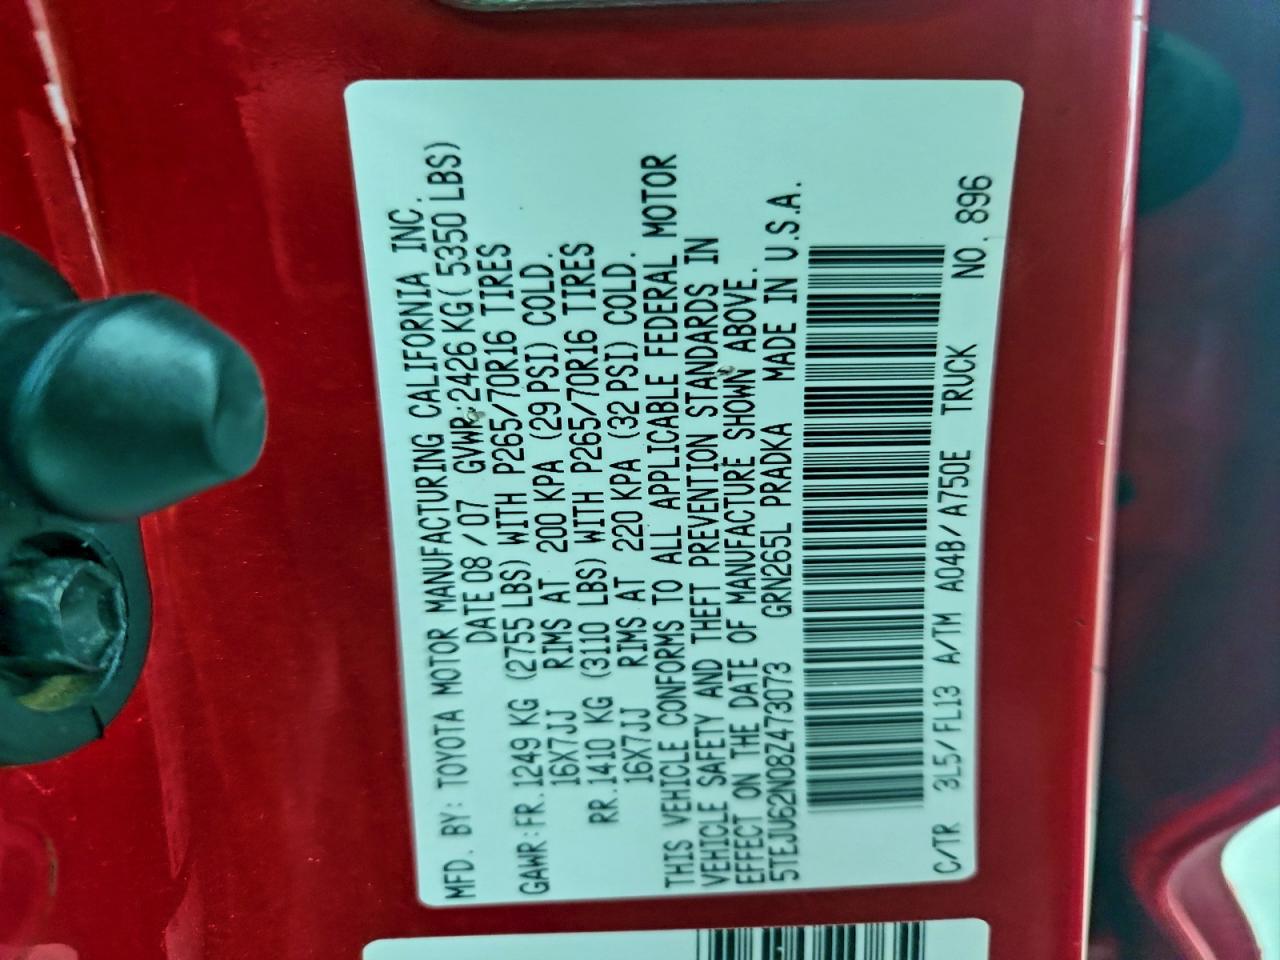 MFD. BY: TOYOTA MOTOR MANUFACTURING CALIFORNIA INC.
DATE 08 / 07 GVWR: 2426 KG( 5350 LBS)
GAWR: FR. 1249 KG (2755 LBS) WITH P265/70R16 TIRES
16X7JJ RIMS AT 200 KPA (29 PSI) COLD.
RR. 1410 KG (3110 LBS) WITH P265/70R16 TIRES
16X7JJ RIMS AT 220 KPA (32 PSI) COLD.
THIS VEHICLE CONFORMS TO ALL APPLICABLE FEDERAL MOTOR
VEHICLE SAFETY AND THEFT PREVENTION STANDARDS IN
EFFECT ON THE DATE OF MANUFACTURE SHOWN ABOVE.
5TEJU62N08Z473073 GRN265L PRADKA MADE IN U.S.A.
C/TR 3L5/FL13 A/TM A04B/A750E TRUCK NO. 896